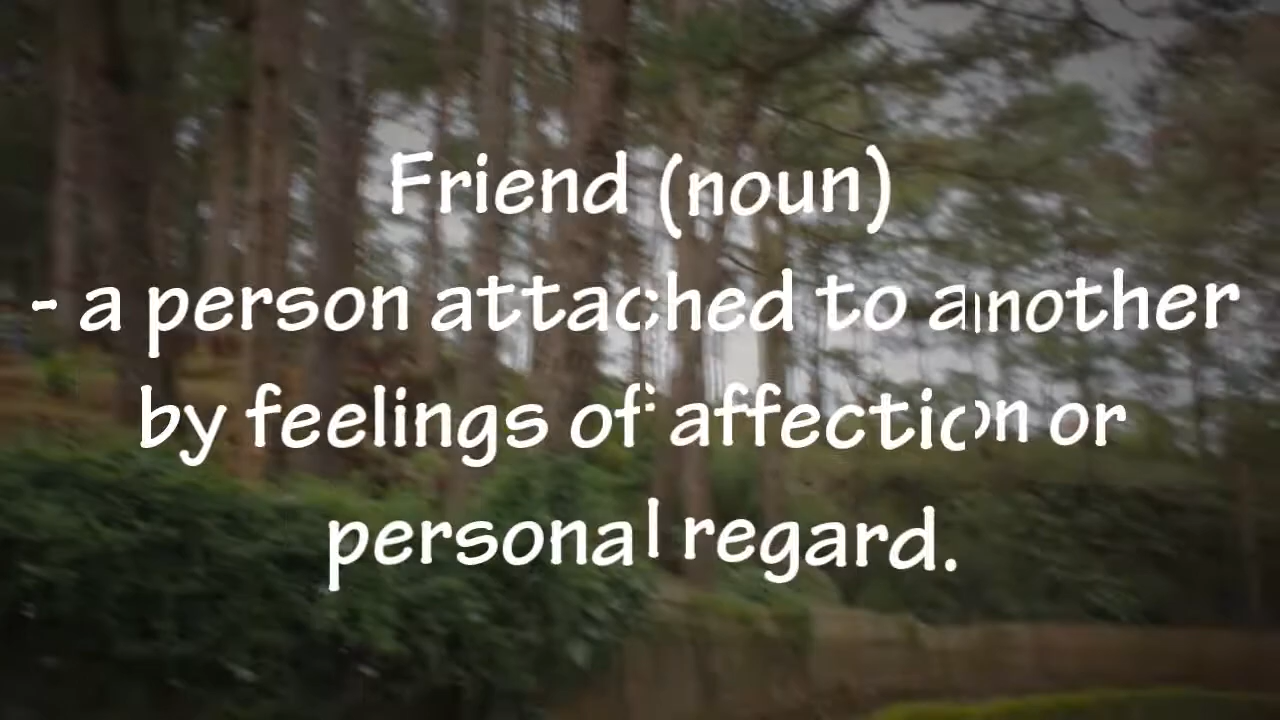 Friend (noun)
- a person attached to another
by feelings of affection or
personal regard.